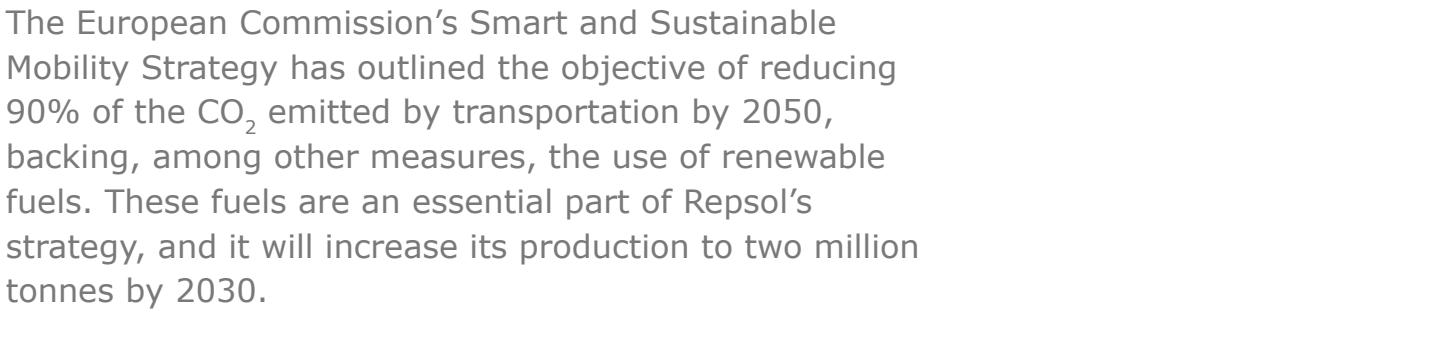 The European Commission’s Smart and Sustainable
Mobility Strategy has outlined the objective of reducing
90% of the CO₂ emitted by transportation by 2050,
backing, among other measures, the use of renewable
fuels. These fuels are an essential part of Repsol’s
strategy, and it will increase its production to two million
tonnes by 2030.